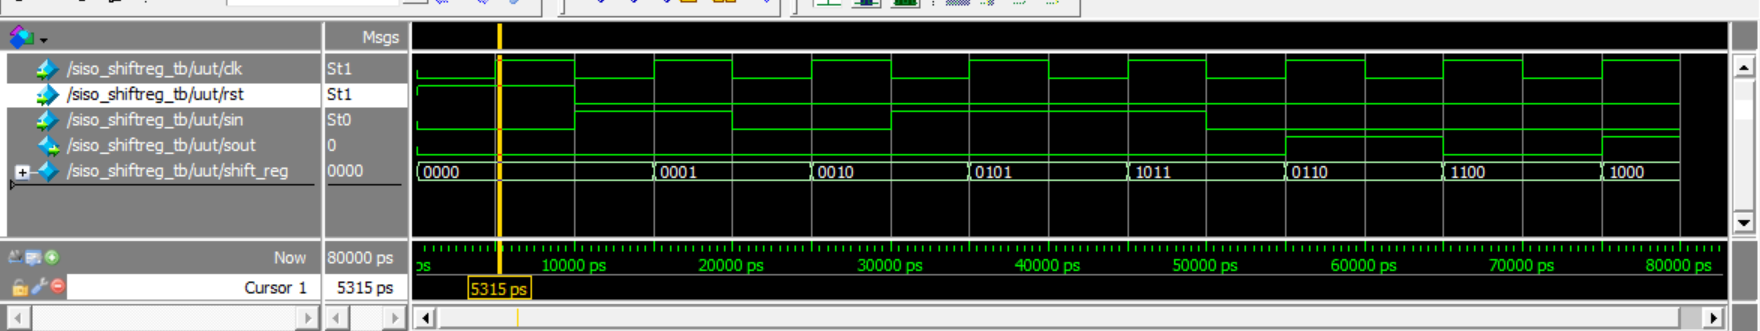 Msgs
/siso_shiftreg_tb/uut/clk St1
/siso_shiftreg_tb/uut/rst St1
/siso_shiftreg_tb/uut/sin St0
/siso_shiftreg_tb/uut/sout 0
/siso_shiftreg_tb/uut/shift_reg 0000 0000 0001 0010 0101 1011 0110 1100 1000
Now 80000 ps ps 10000 ps 20000 ps 30000 ps 40000 ps 50000 ps 60000 ps 70000 ps 80000 ps
Cursor 1 5315 ps 5315 ps